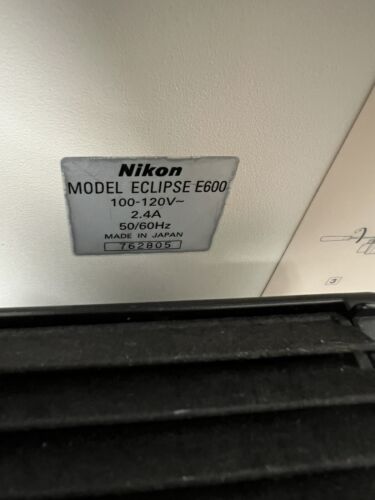 Nikon
MODEL ECLIPSE E600
100-120V~
2.4A
50/60Hz
MADE IN JAPAN
762805